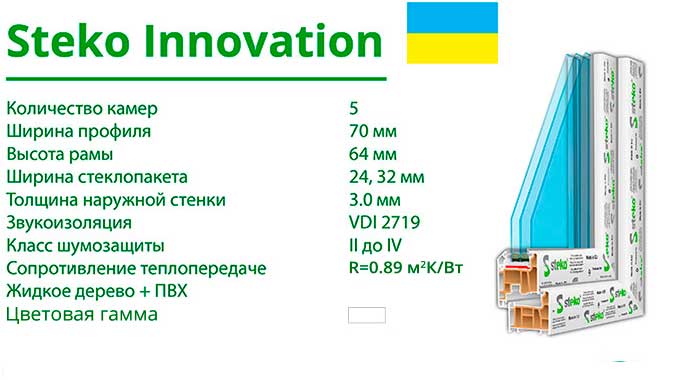 Steko Innovation
Количество камер 5
Ширина профиля 70 мм
Высота рамы 64 мм
Ширина стеклопакета 24, 32 мм
Толщина наружной стенки 3.0 мм
Звукоизоляция VDI 2719
Класс шумозащиты II до IV
Сопротивление теплопередаче R=0.89 м²К/Вт
Жидкое дерево + ПВХ
Цветовая гамма
steko
steko
steko
steko